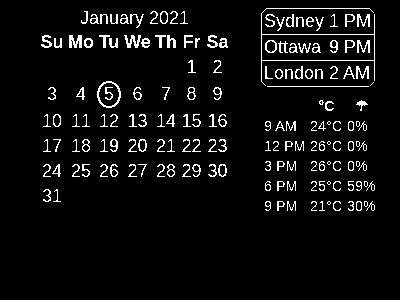 January 2021
Su Mo Tu We Th Fr Sa
1 2
3 4 5 6 7 8 9
10 11 12 13 14 15 16
17 18 19 20 21 22 23
24 25 26 27 28 29 30
31
Sydney 1 PM
Ottawa 9 PM
London 2 AM
°C ☂
9 AM 24°C 0%
12 PM 26°C 0%
3 PM 26°C 0%
6 PM 25°C 59%
9 PM 21°C 30%